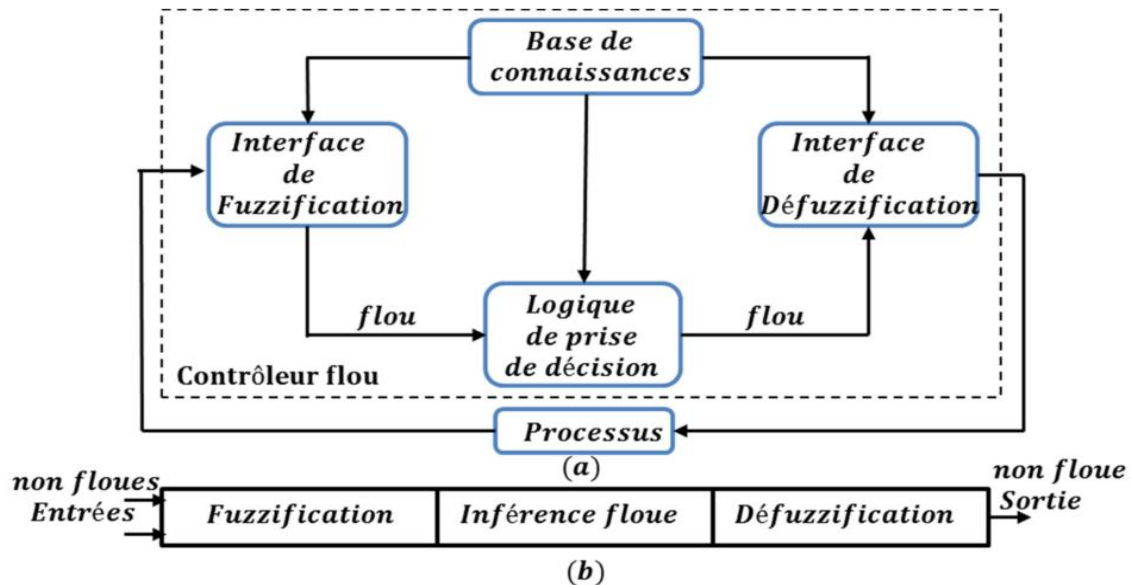 Base de
connaissances
Interface
de
Fuzzification
Interface
de
Défuzzification
flou
Logique
de prise
de décision
flou
Contrôleur flou
Processus
(a)
non floues
Entrées
Fuzzification
Inférence floue
Défuzzification
non floue
Sortie
(b)